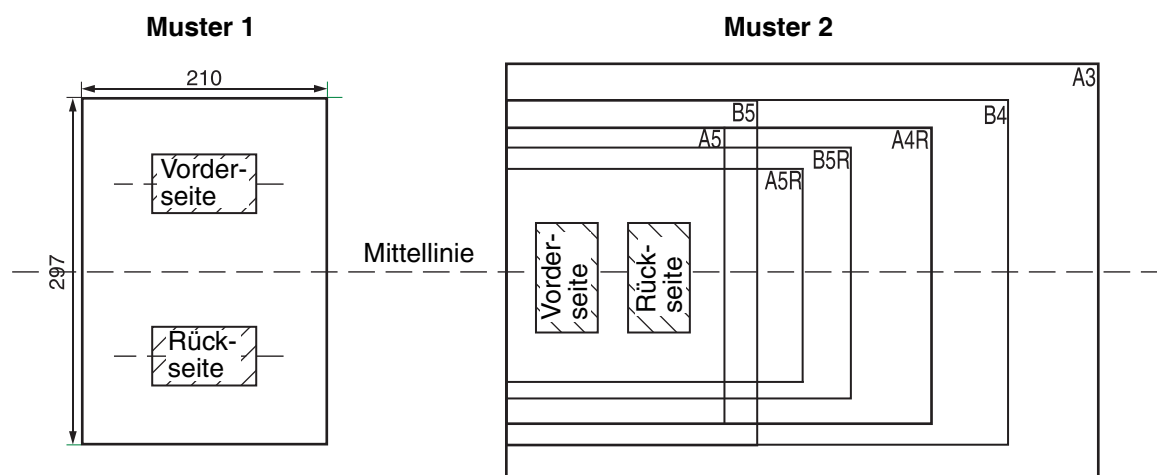 Muster 1
Muster 2
210
297
Vorder-
seite
Rück-
seite
Mittellinie
A3
B4
B5
A5
A4R
B5R
A5R
Vorder-
seite
Rück-
seite